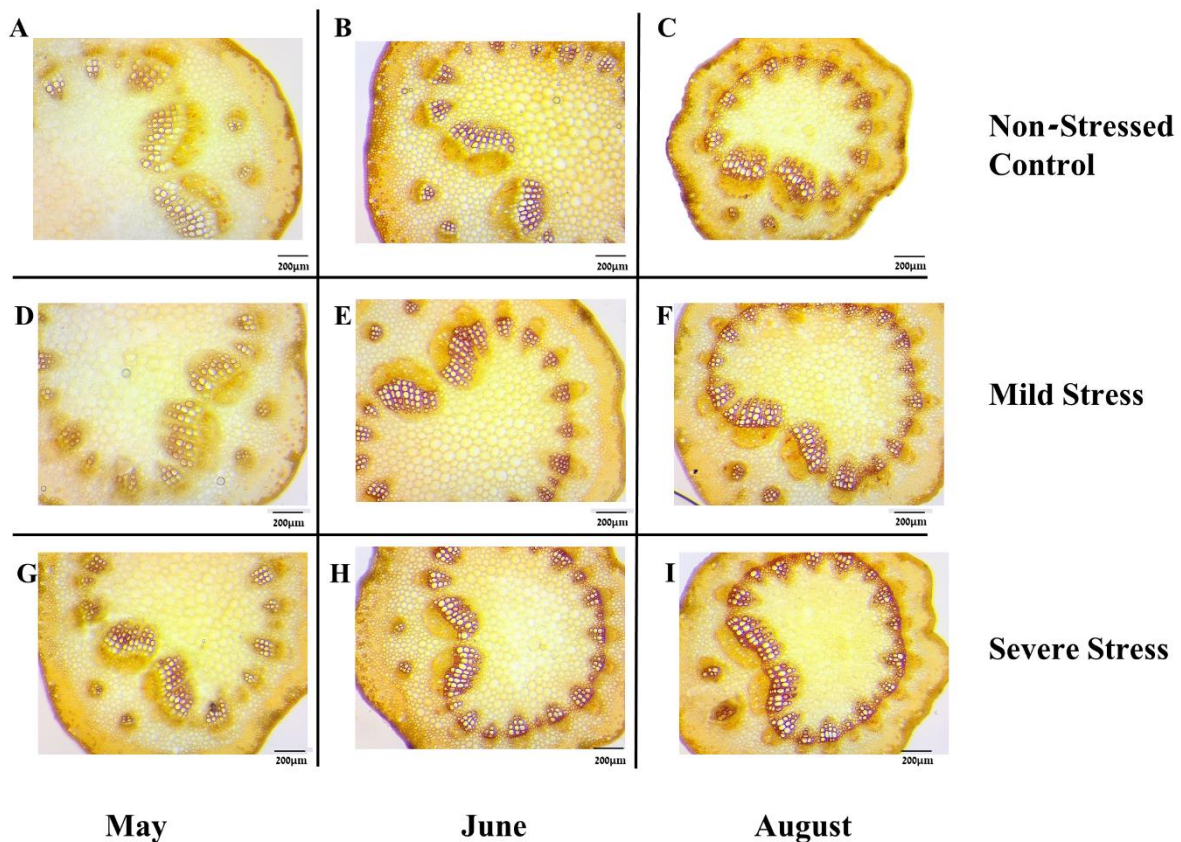 A
B
C
Non-Stressed
Control
200µm
200µm
200µm
D
E
F
Mild Stress
200µm
200µm
200µm
G
H
I
Severe Stress
200µm
200µm
200µm
May
June
August